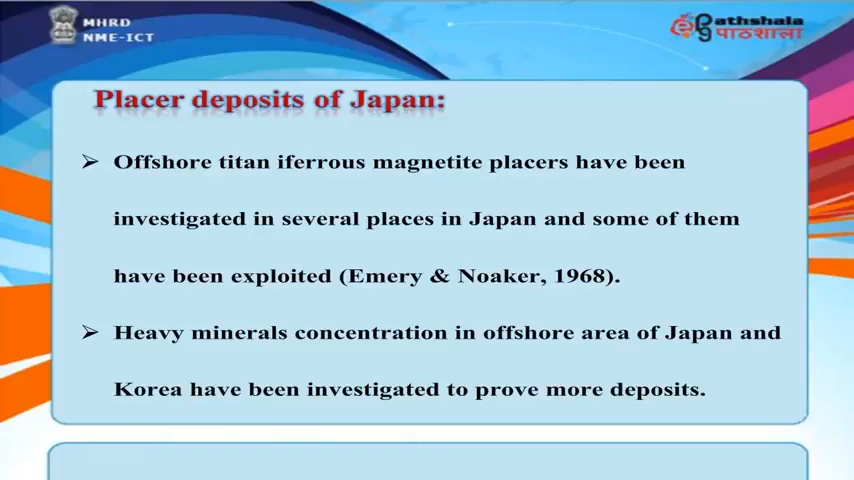 MHRD
NME-ICT
ePathshala
पाठशाला
Placer deposits of Japan:
➢ Offshore titan iferrous magnetite placers have been
investigated in several places in Japan and some of them
have been exploited (Emery & Noaker, 1968).
➢ Heavy minerals concentration in offshore area of Japan and
Korea have been investigated to prove more deposits.